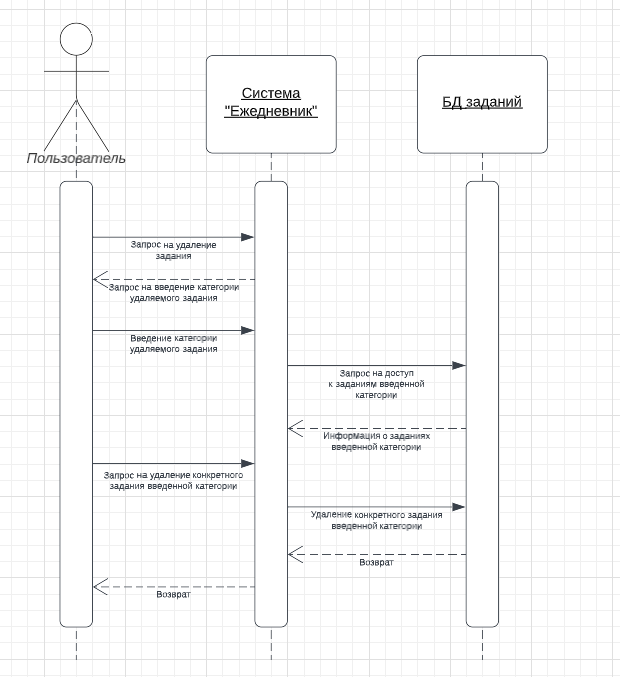 Система
"Ежедневник"
БД заданий
Пользователь
Запрос на удаление
задания
Запрос на введение категории
удаляемого задания
Введение категории
удаляемого задания
Запрос на доступ
к заданиям введенной
категории
Информация о заданиях
введенной категории
Запрос на удаление конкретного
задания введенной категории
Удаление конкретного задания
введенной категории
Возврат
Возврат